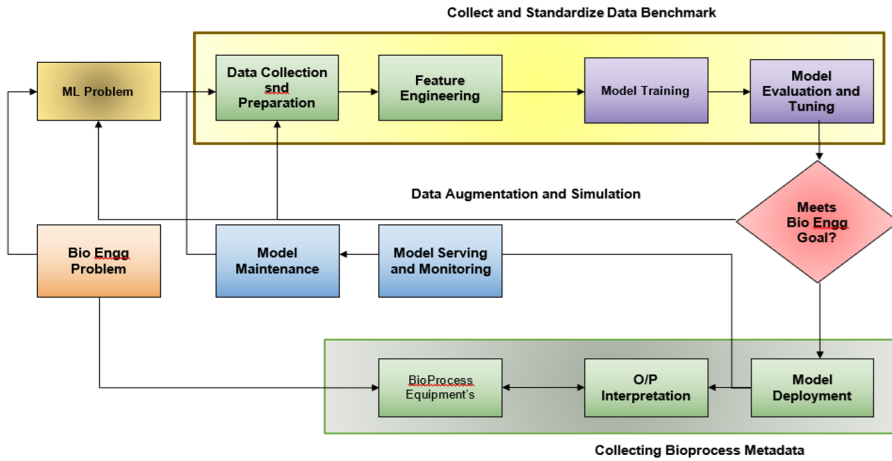 Collect and Standardize Data Benchmark
ML Problem
Data Collection
snd
Preparation
Feature
Engineering
Model Training
Model
Evaluation and
Tuning
Data Augmentation and Simulation
Meets
Bio Engg
Goal?
Bio Engg
Problem
Model
Maintenance
Model Serving
and Monitoring
BioProcess
Equipment's
O/P
Interpretation
Model
Deployment
Collecting Bioprocess Metadata